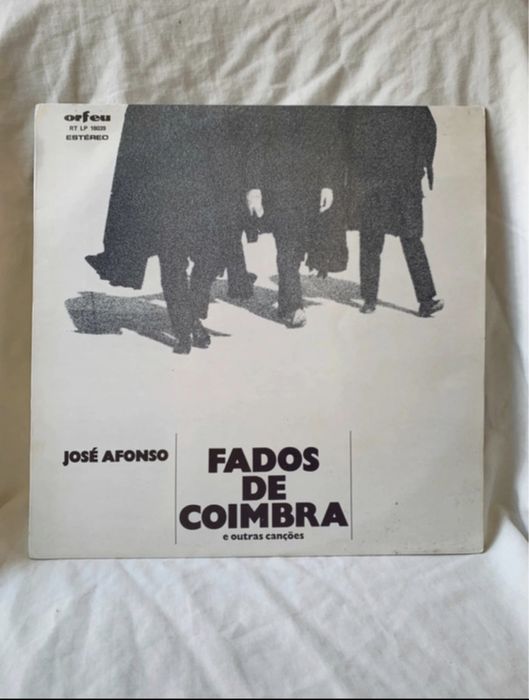 orfeu
RT LP 18039
ESTÉREO
JOSÉ AFONSO
FADOS
DE
COIMBRA
e outras canções